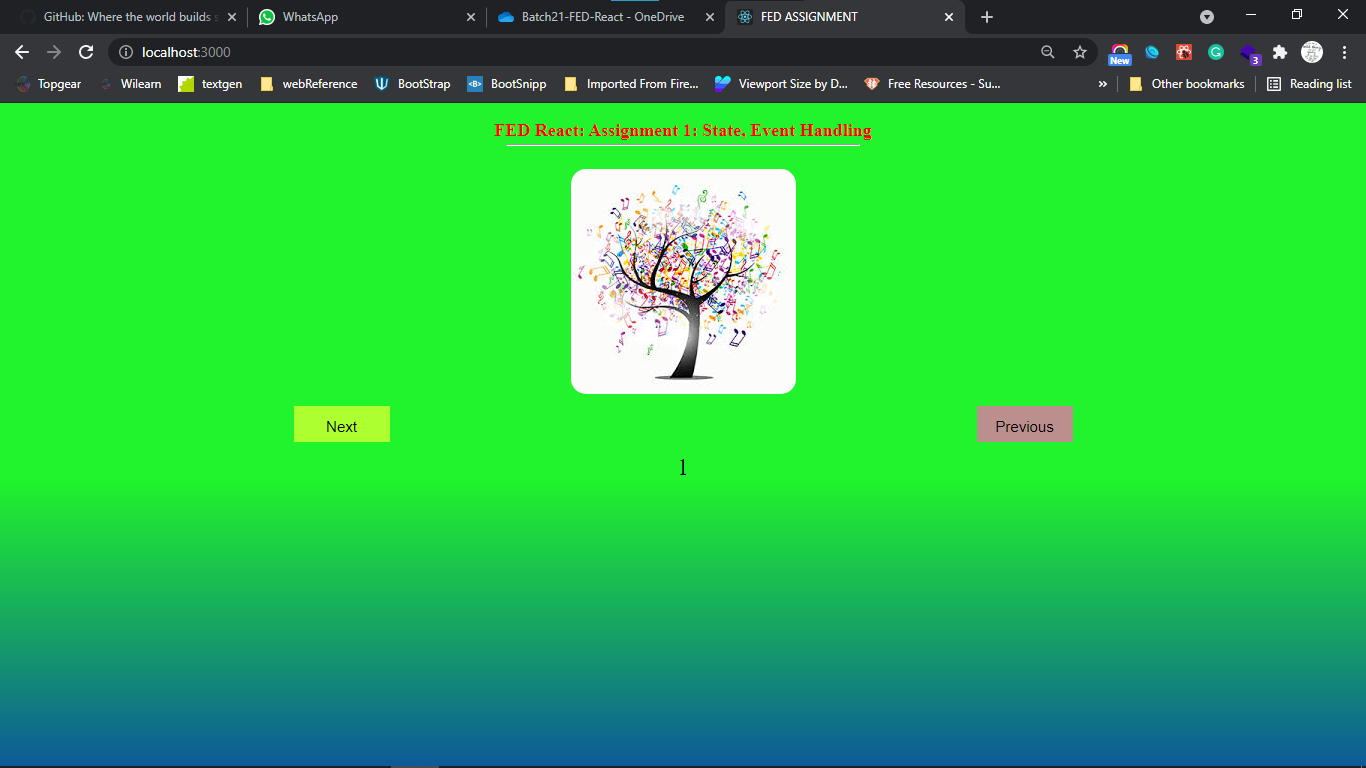 GitHub: Where the world builds s
WhatsApp
Batch21-FED-React - OneDrive
FED ASSIGNMENT
localhost:3000
New
3
Topgear
Wilearn
textgen
webReference
BootStrap
<B>
BootSnipp
Imported From Fire...
Viewport Size by D...
Free Resources - Su...
»
Other bookmarks
Reading list
FED React: Assignment 1: State, Event Handling
Next
Previous
1